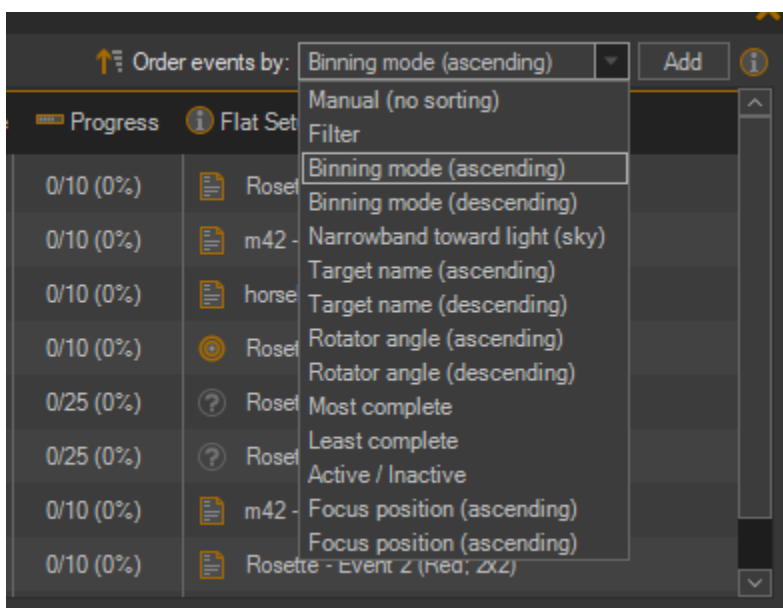 Order events by: Binning mode (ascending) Add
Progress Flat Set
Manual (no sorting)
Filter
Binning mode (ascending)
Binning mode (descending)
Narrowband toward light (sky)
Target name (ascending)
Target name (descending)
Rotator angle (ascending)
Rotator angle (descending)
Most complete
Least complete
Active / Inactive
Focus position (ascending)
Focus position (ascending)
0/10 (0%) Roset
0/10 (0%) m42 -
0/10 (0%) horse
0/10 (0%) Roset
0/25 (0%) Roset
0/25 (0%) Roset
0/10 (0%) m42 -
0/10 (0%) Rosette - Event 2 (Red; 2x2)